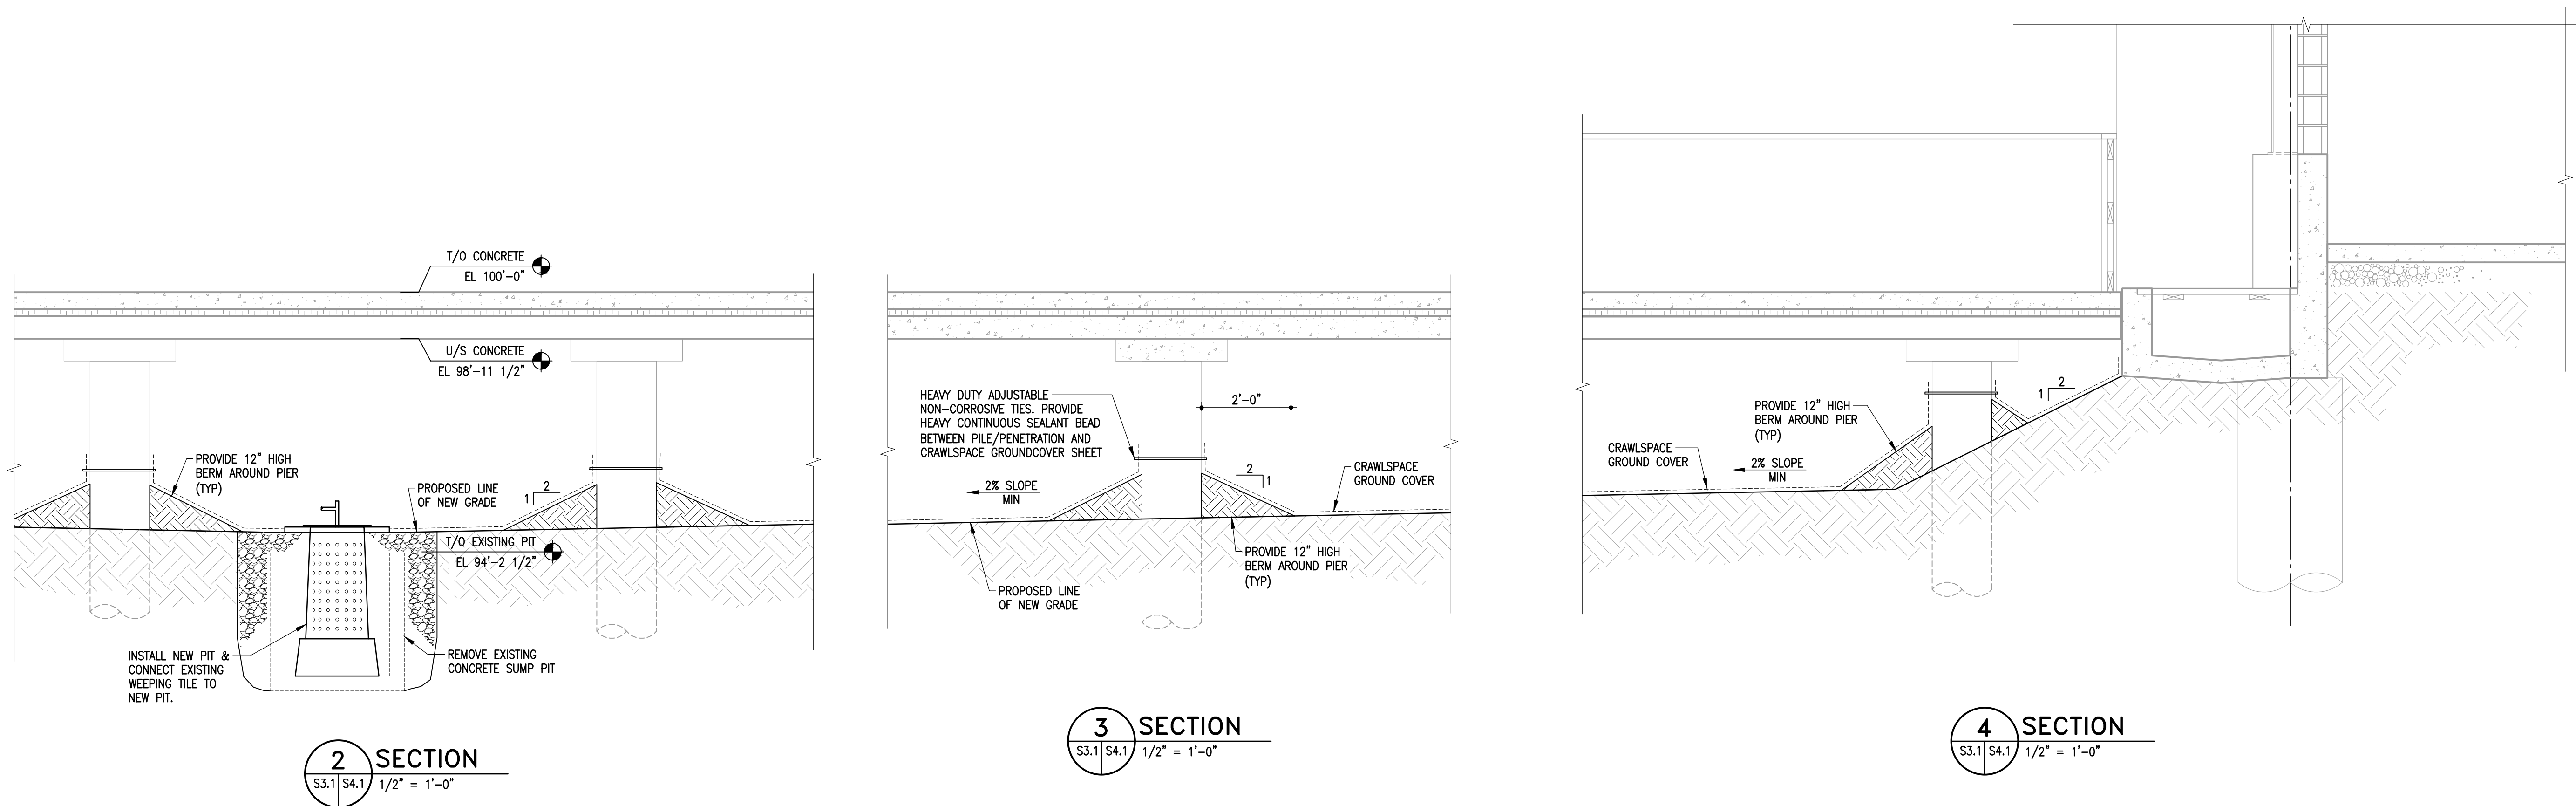 T/O CONCRETE
EL 100'-0"
U/S CONCRETE
EL 98'-11 1/2"
PROVIDE 12" HIGH
BERM AROUND PIER
(TYP)
PROPOSED LINE
OF NEW GRADE
2
1
T/O EXISTING PIT
EL 94'-2 1/2"
INSTALL NEW PIT &
CONNECT EXISTING
WEEPING TILE TO
NEW PIT.
REMOVE EXISTING
CONCRETE SUMP PIT
2 SECTION
S3.1 S4.1 1/2" = 1'-0"
HEAVY DUTY ADJUSTABLE
NON-CORROSIVE TIES. PROVIDE
HEAVY CONTINUOUS SEALANT BEAD
BETWEEN PILE/PENETRATION AND
CRAWLSPACE GROUNDCOVER SHEET
2'-0"
2
1
2% SLOPE
MIN
CRAWLSPACE
GROUND COVER
PROVIDE 12" HIGH
BERM AROUND PIER
(TYP)
PROPOSED LINE
OF NEW GRADE
3 SECTION
S3.1 S4.1 1/2" = 1'-0"
2
1
PROVIDE 12" HIGH
BERM AROUND PIER
(TYP)
CRAWLSPACE
GROUND COVER
2% SLOPE
MIN
4 SECTION
S3.1 S4.1 1/2" = 1'-0"